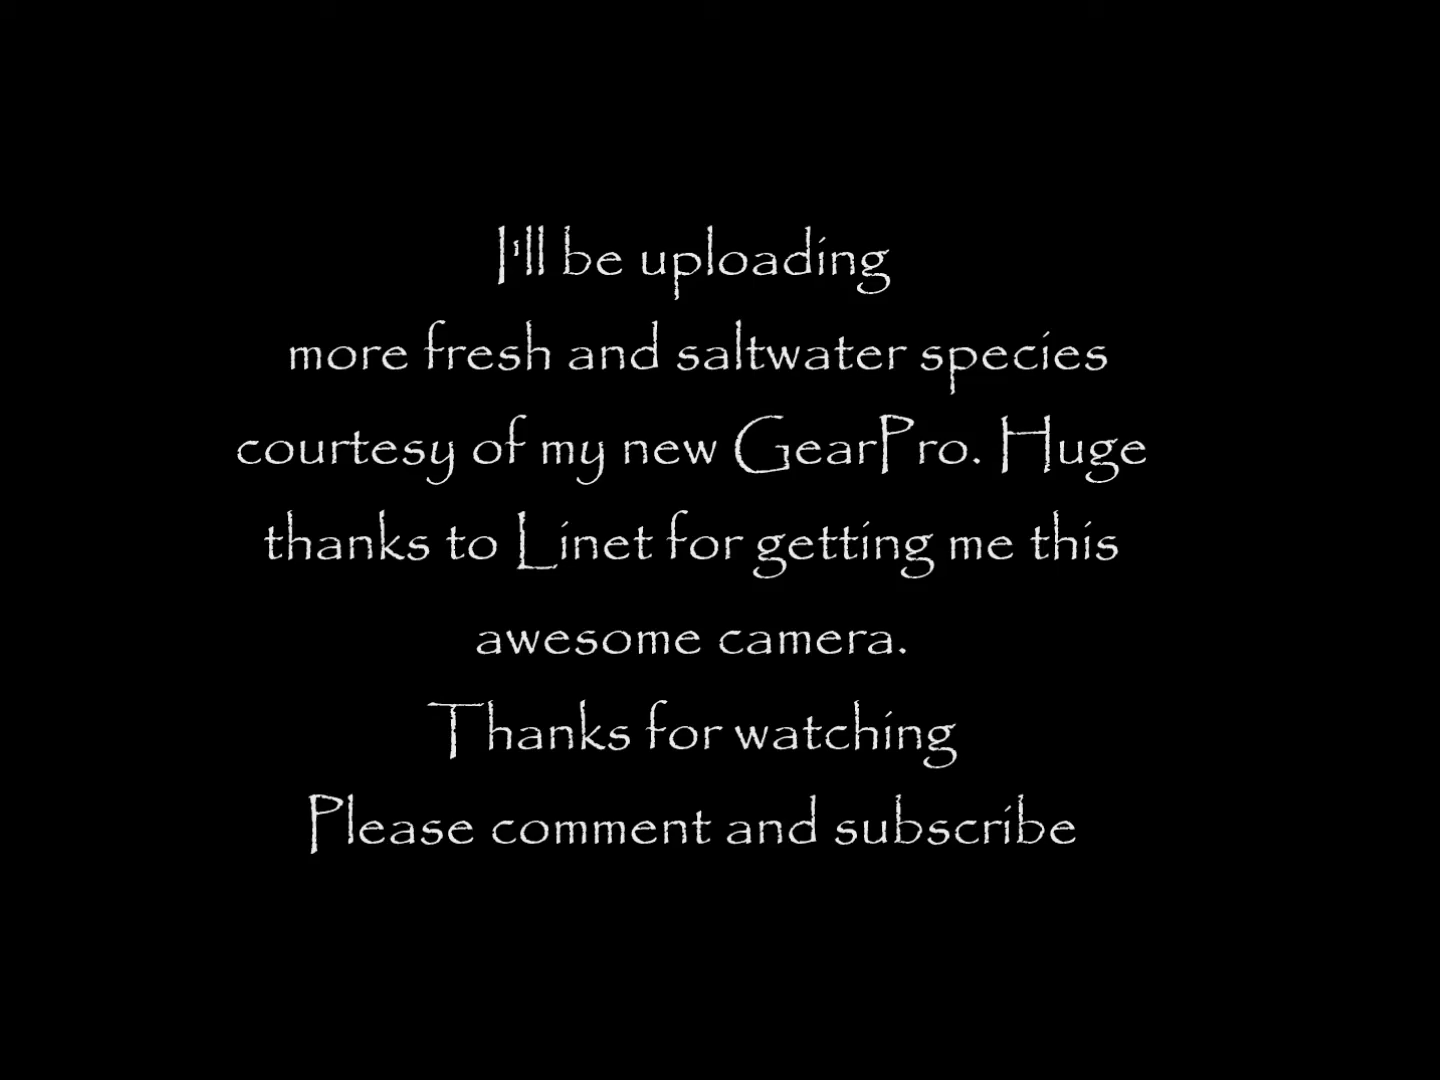 I'll be uploading
more fresh and saltwater species
courtesy of my new GearPro. Huge
thanks to Linet for getting me this
awesome camera.
Thanks for watching
Please comment and subscribe